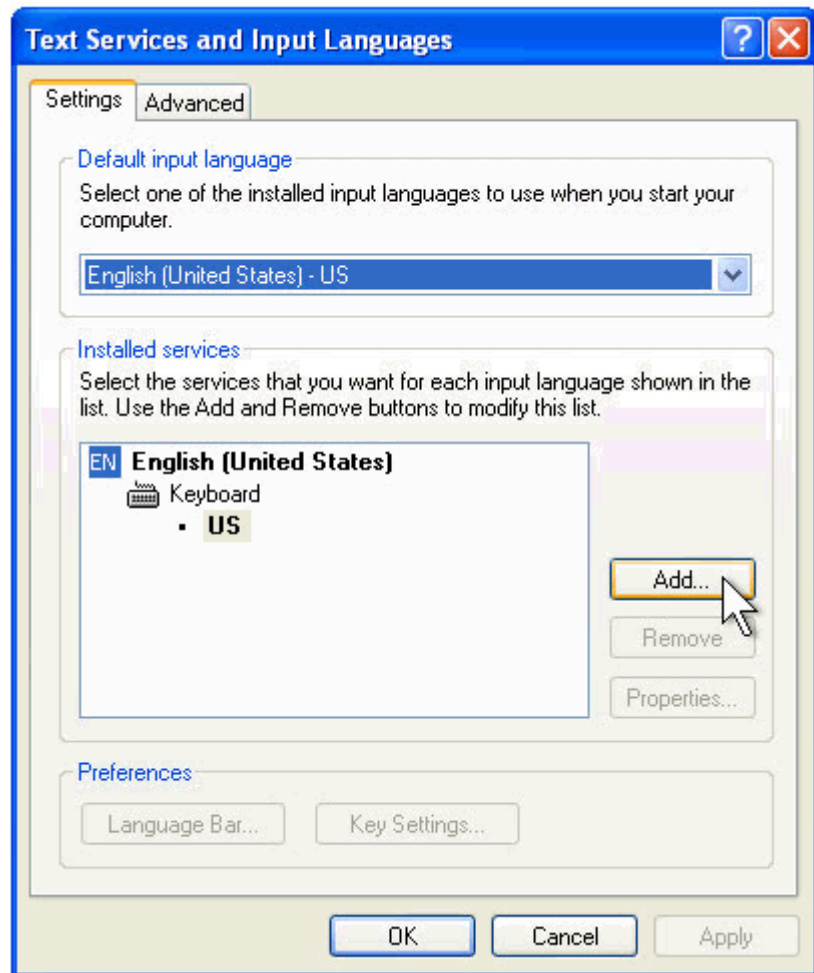 Text Services and Input Languages
Settings
Advanced
Default input language
Select one of the installed input languages to use when you start your
computer.
English (United States) - US
Installed services
Select the services that you want for each input language shown in the
list. Use the Add and Remove buttons to modify this list.
EN English (United States)
Keyboard
• US
Add...
Remove
Properties...
Preferences
Language Bar...
Key Settings...
OK
Cancel
Apply